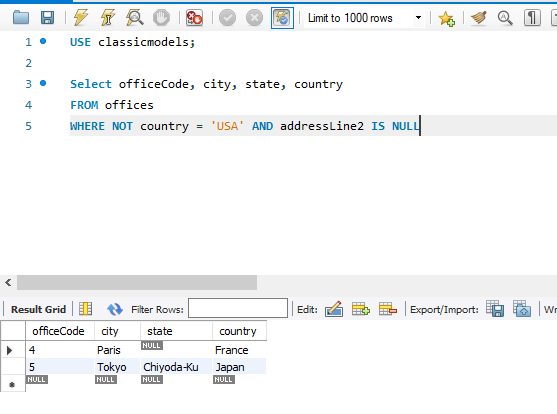 Limit to 1000 rows
1 USE classicmodels;
2
3 Select officeCode, city, state, country
4 FROM offices
5 WHERE NOT country = 'USA' AND addressLine2 IS NULL
Result Grid Filter Rows: Edit: Export/Import: Wr
officeCode city state country
4 Paris NULL France
5 Tokyo Chiyoda-Ku Japan
NULL NULL NULL NULL